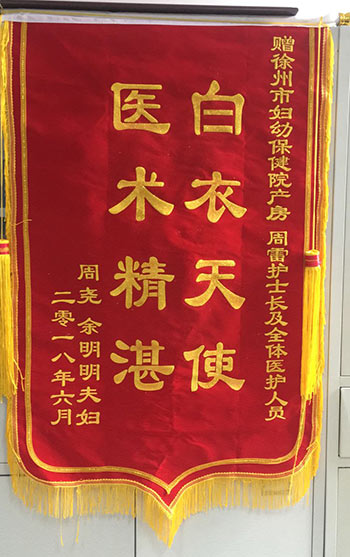 赠徐州市妇幼保健院产房 周雷护士长及全体医护人员
白衣天使
医术精湛
周尧 余明明夫妇
二零一八年六月